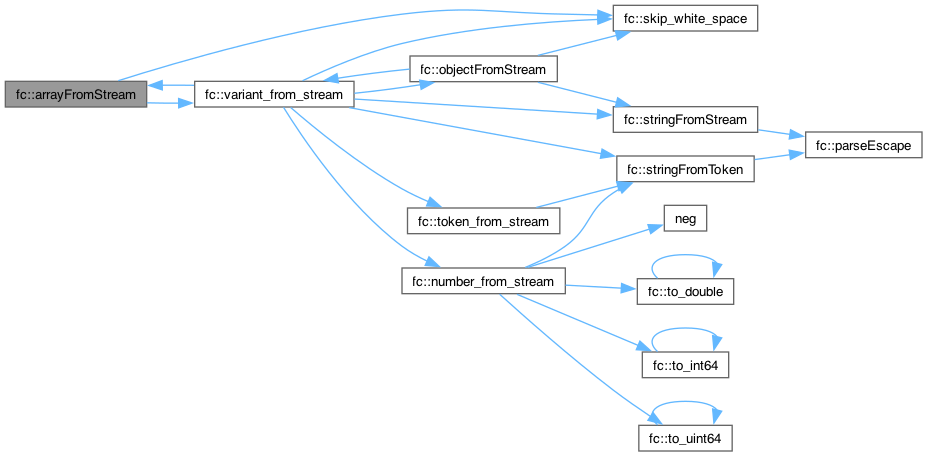 fc::skip_white_space
fc::objectFromStream
fc::arrayFromStream
fc::variant_from_stream
fc::stringFromStream
fc::parseEscape
fc::stringFromToken
fc::token_from_stream
neg
fc::number_from_stream
fc::to_double
fc::to_int64
fc::to_uint64